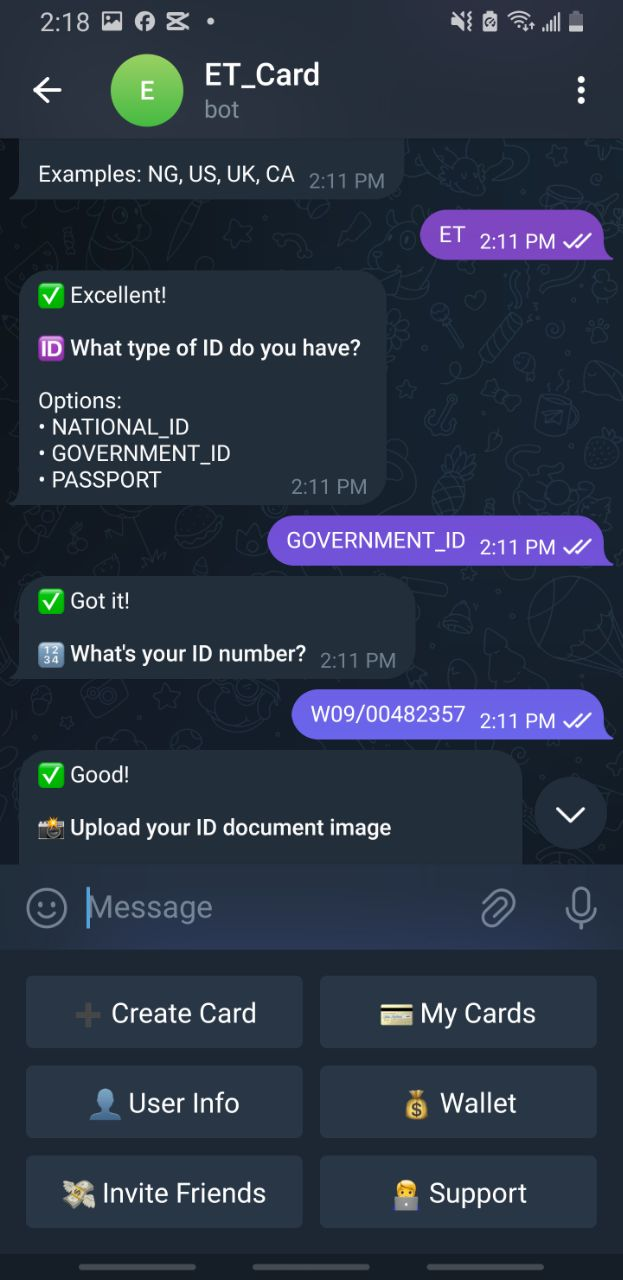 2:18
E
ET_Card
bot
Examples: NG, US, UK, CA 2:11 PM
ET 2:11 PM
✅ Excellent!
🆔 What type of ID do you have?
Options:
• NATIONAL_ID
• GOVERNMENT_ID
• PASSPORT 2:11 PM
GOVERNMENT_ID 2:11 PM
✅ Got it!
🔢 What's your ID number? 2:11 PM
W09/00482357 2:11 PM
✅ Good!
📸 Upload your ID document image
Message
➕ Create Card
💳 My Cards
👤 User Info
💰 Wallet
💸 Invite Friends
🧑‍💻 Support